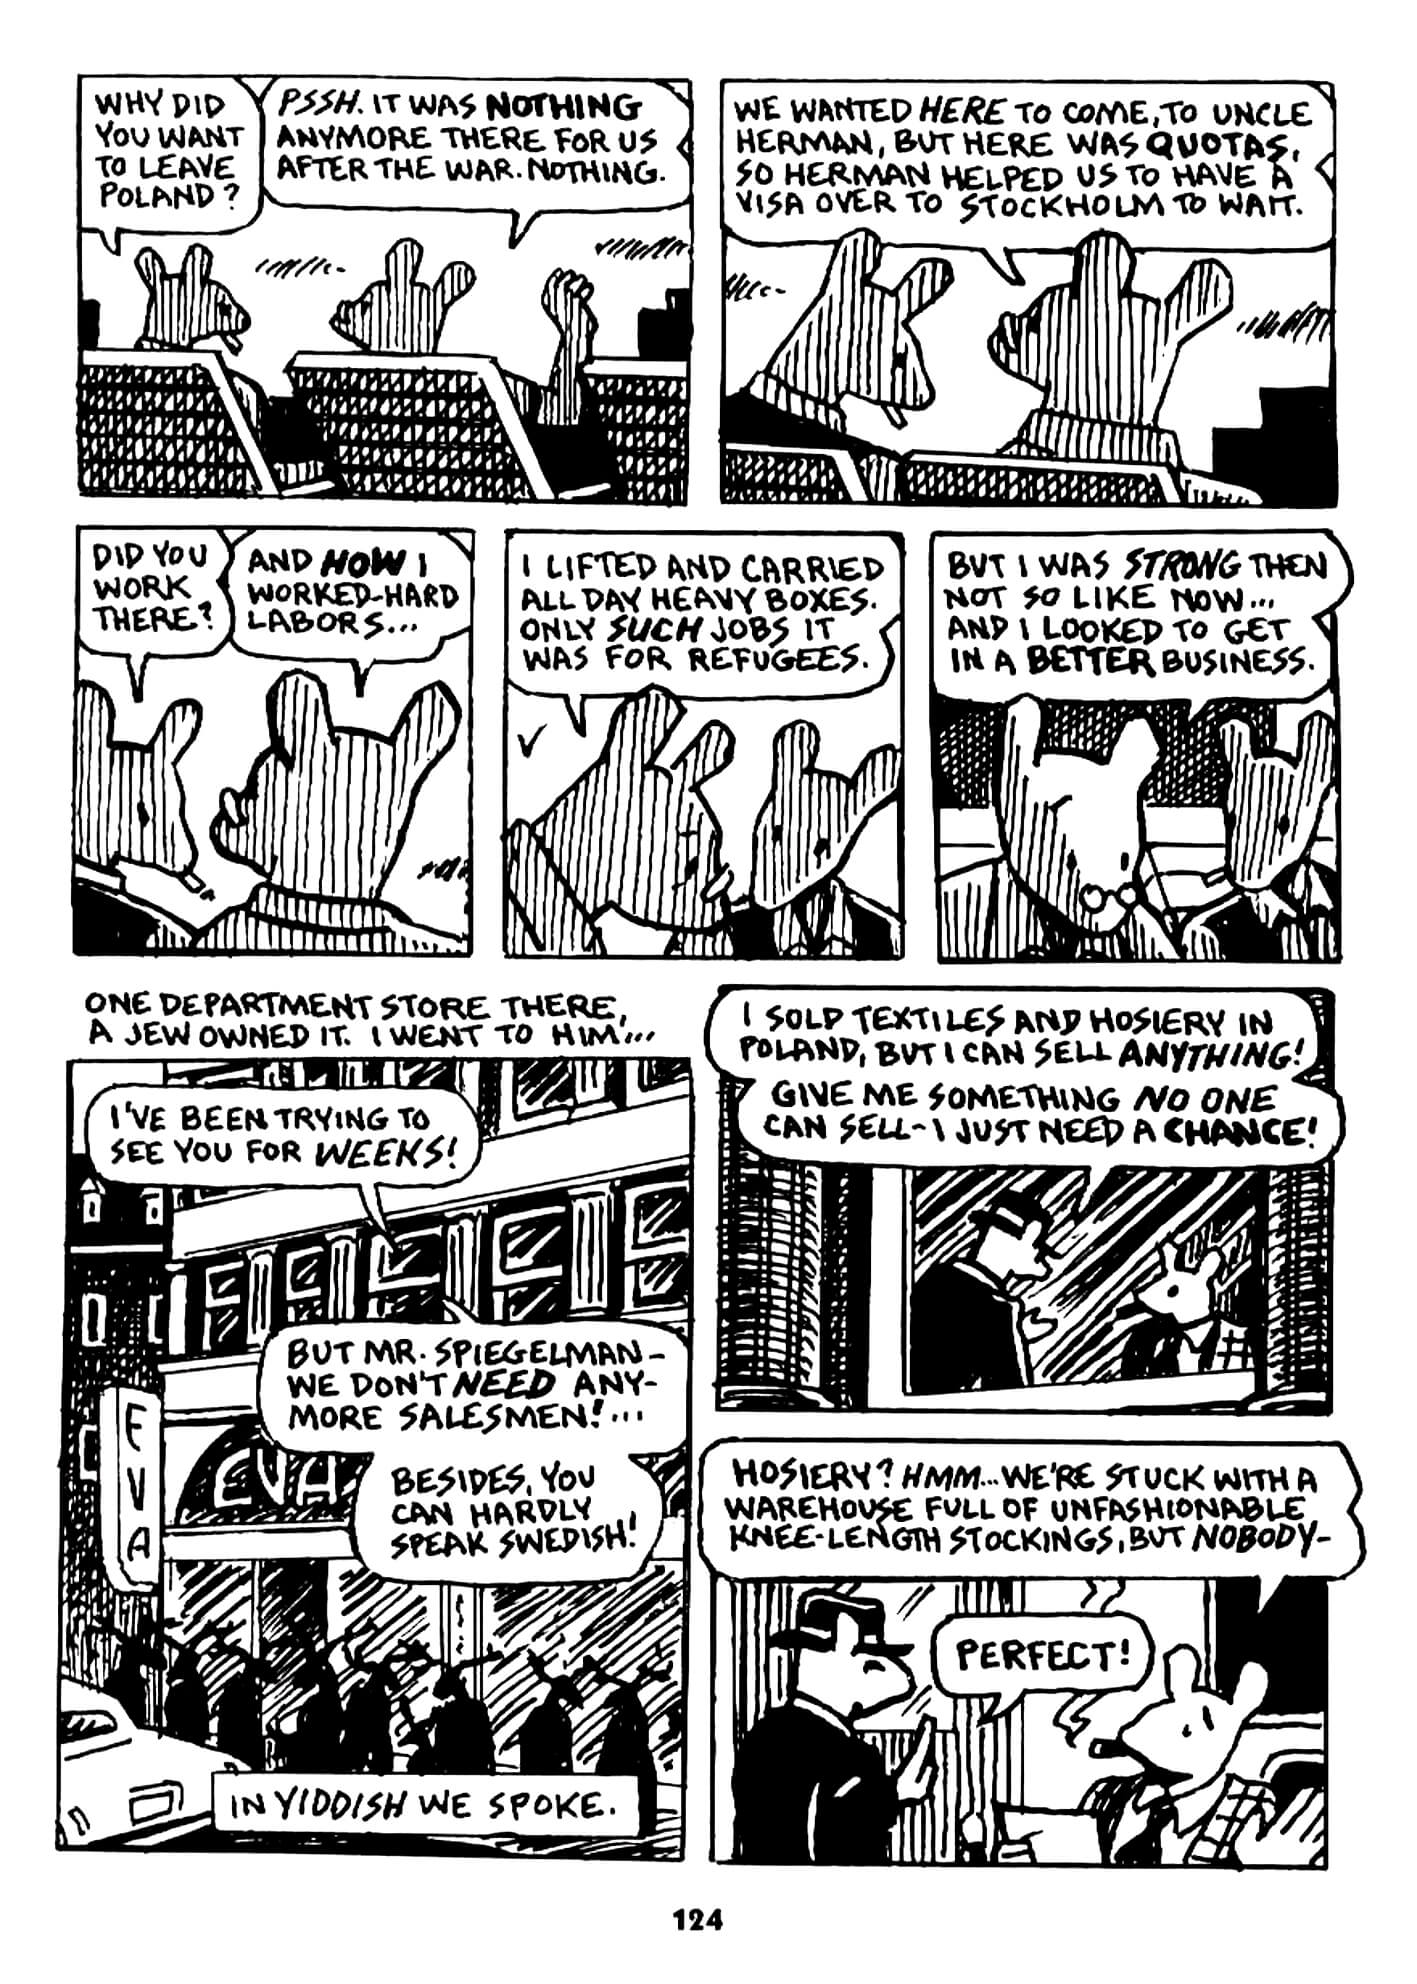 WHY DID
YOU WANT
TO LEAVE
POLAND?
PSSH. IT WAS NOTHING
ANYMORE THERE FOR US
AFTER THE WAR. NOTHING.
WE WANTED HERE TO COME, TO UNCLE
HERMAN, BUT HERE WAS QUOTAS,
SO HERMAN HELPED US TO HAVE A
VISA OVER TO STOCKHOLM TO WAIT.
DID YOU
WORK
THERE?
AND HOW I
WORKED-HARD
LABORS...
I LIFTED AND CARRIED
ALL DAY HEAVY BOXES.
ONLY SUCH JOBS IT
WAS FOR REFUGEES.
BUT I WAS STRONG THEN
NOT SO LIKE NOW...
AND I LOOKED TO GET
IN A BETTER BUSINESS.
ONE DEPARTMENT STORE THERE,
A JEW OWNED IT. I WENT TO HIM...
I'VE BEEN TRYING TO
SEE YOU FOR WEEKS!
BUT MR. SPIEGELMAN-
WE DON'T NEED ANY-
MORE SALESMEN!...
BESIDES, YOU
CAN HARDLY
SPEAK SWEDISH!
EVA
EVA
IN YIDDISH WE SPOKE.
I SOLD TEXTILES AND HOSIERY IN
POLAND, BUT I CAN SELL ANYTHING!
GIVE ME SOMETHING NO ONE
CAN SELL-I JUST NEED A CHANCE!
HOSIERY? HMM...WE'RE STUCK WITH A
WAREHOUSE FULL OF UNFASHIONABLE
KNEE-LENGTH STOCKINGS, BUT NOBODY-
PERFECT!
124